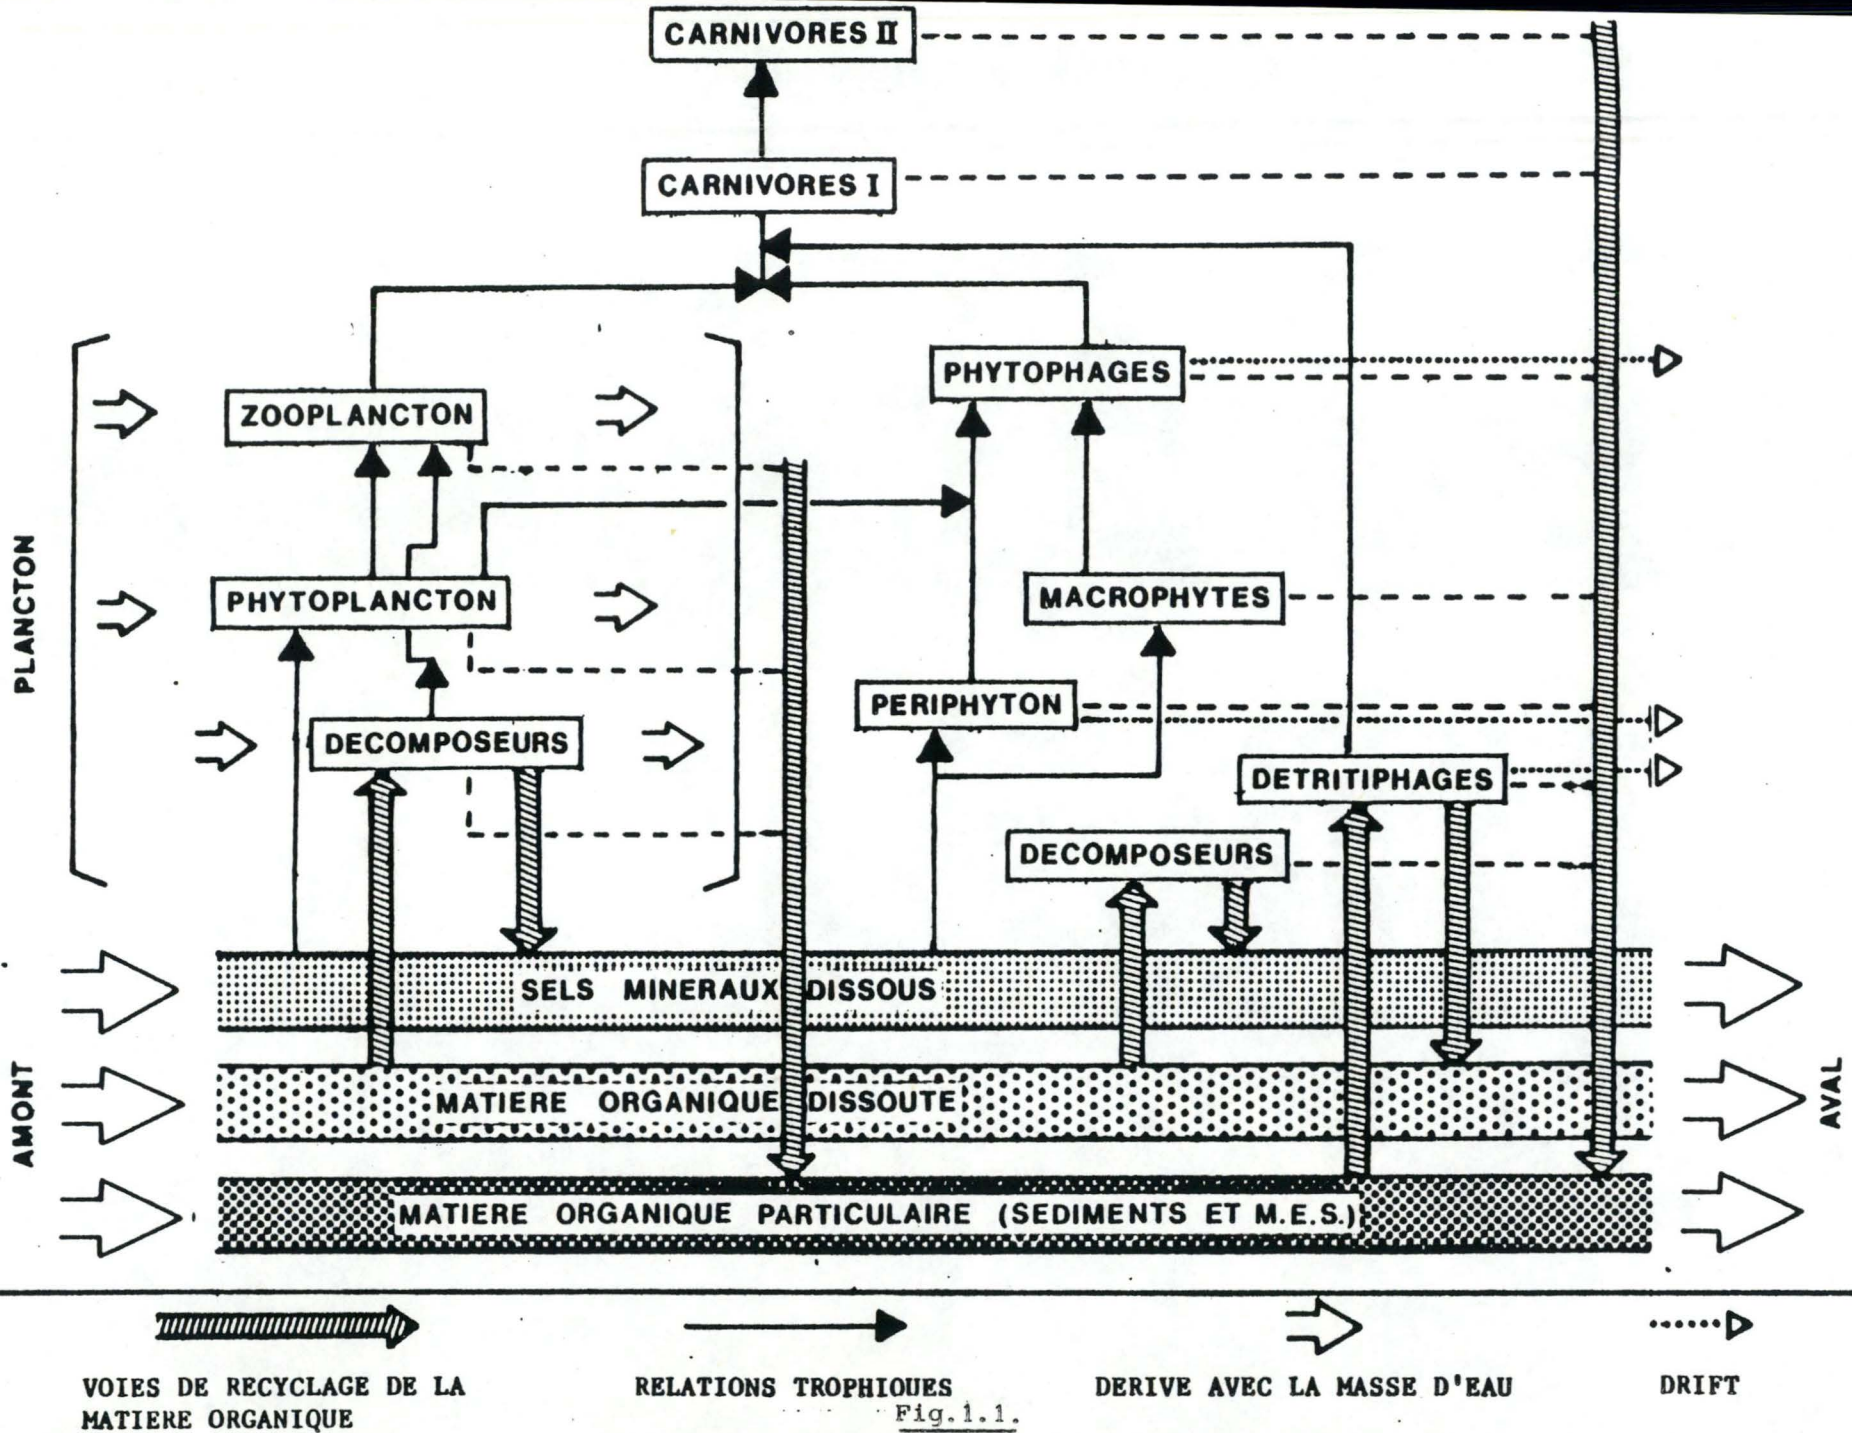 CARNIVORES II
CARNIVORES I
PHYTOPHAGES
ZOOPLANCTON
PLANCTON
PHYTOPLANCTON
MACROPHYTES
PERIPHYTON
DECOMPOSEURS
DETRITIPHAGES
DECOMPOSEURS
SELS MINERAUX DISSOUS
AMONT
MATIERE ORGANIQUE DISSOUTE
AVAL
MATIERE ORGANIQUE PARTICULAIRE (SEDIMENTS ET M.E.S.)
VOIES DE RECYCLAGE DE LA
MATIERE ORGANIQUE
RELATIONS TROPHIQUES
DERIVE AVEC LA MASSE D'EAU
DRIFT
Fig.1.1.